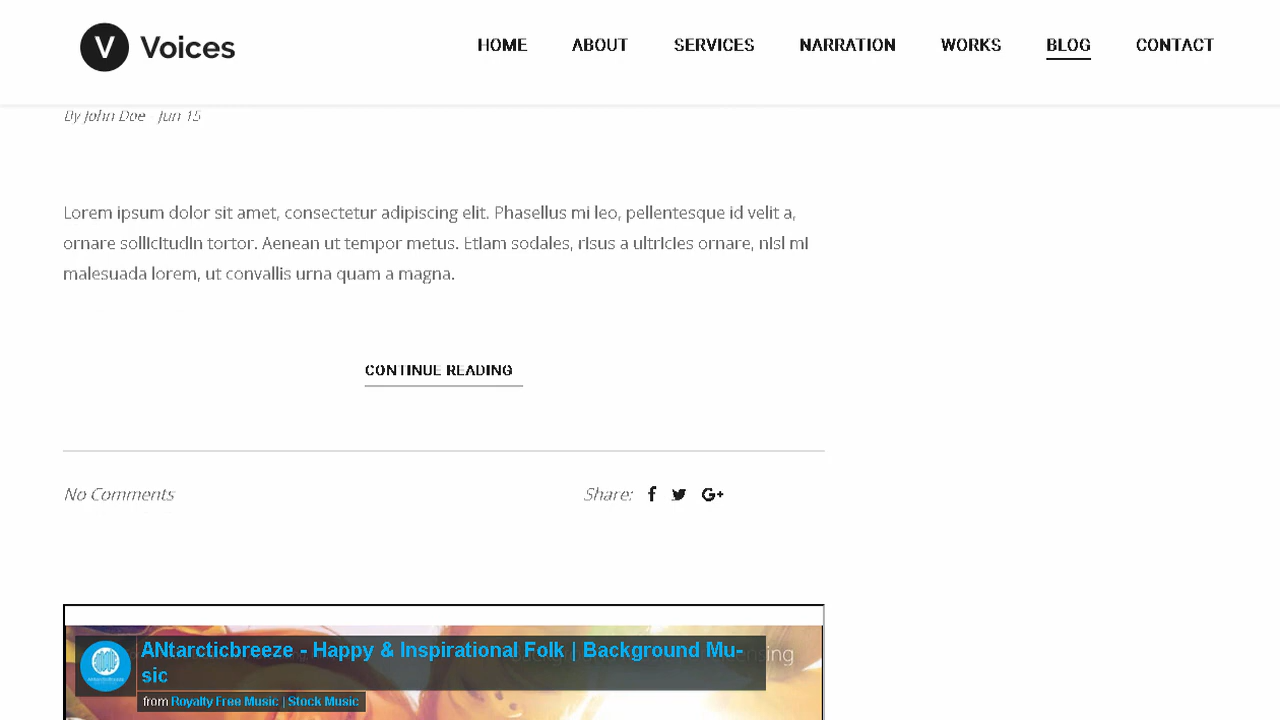 V Voices
HOME ABOUT SERVICES NARRATION WORKS BLOG CONTACT
By John Doe Jun 15
Lorem ipsum dolor sit amet, consectetur adipiscing elit. Phasellus mi leo, pellentesque id velit a,
ornare sollicitudin tortor. Aenean ut tempor metus. Etiam sodales, risus a ultricies ornare, nisl mi
malesuada lorem, ut convallis urna quam a magna.
CONTINUE READING
No Comments Share:
ANtarcticbreeze - Happy & Inspirational Folk | Background Mu-
sic
from Royalty Free Music | Stock Music